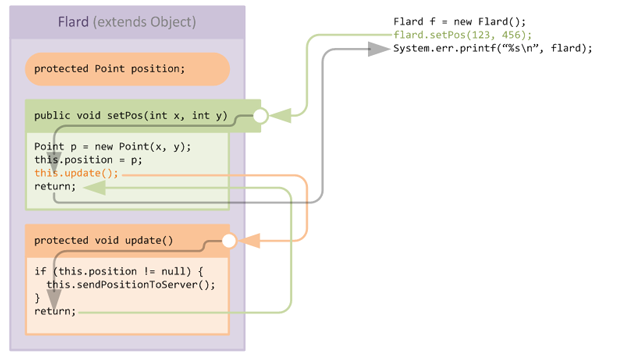 Flard (extends Object)
protected Point position;
public void setPos(int x, int y)
Point p = new Point(x, y);
this.position = p;
this.update();
return;
protected void update()
if (this.position != null) {
this.sendPositionToServer();
}
return;
Flard f = new Flard();
flard.setPos(123, 456);
System.err.printf(“%s\n”, flard);